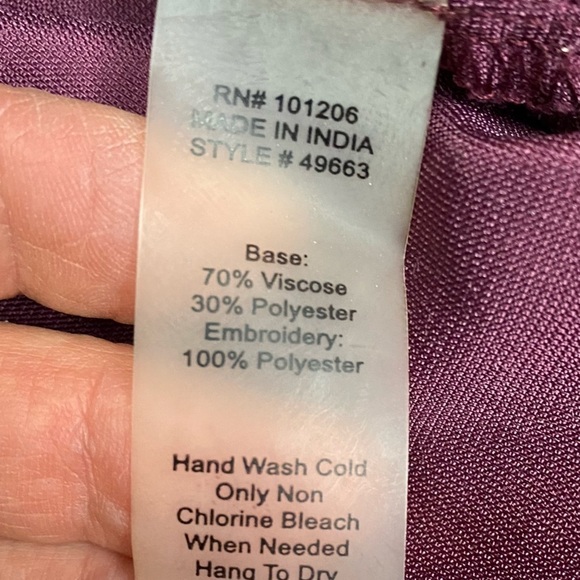 RN# 101206
MADE IN INDIA
STYLE # 49663
Base:
70% Viscose
30% Polyester
Embroidery:
100% Polyester
Hand Wash Cold
Only Non
Chlorine Bleach
When Needed
Hang To Dry